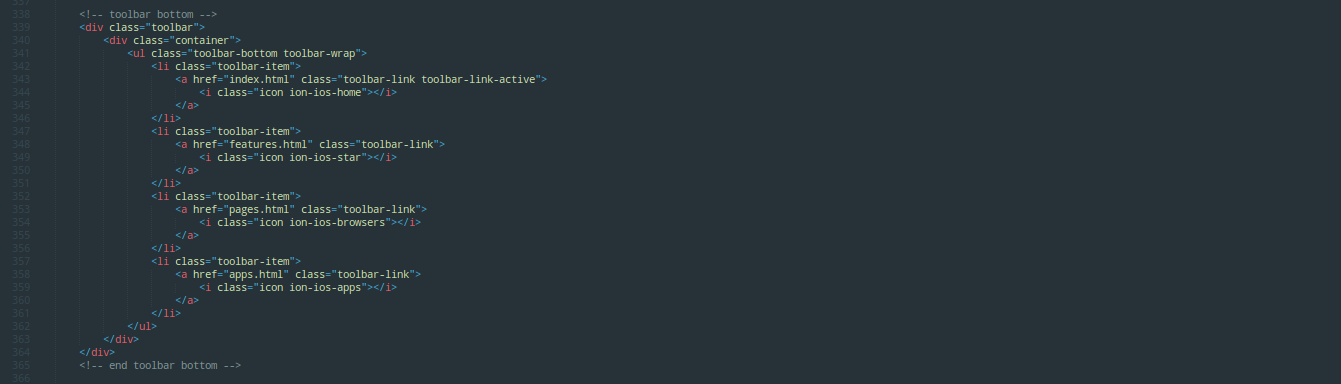 337
338 <!-- toolbar bottom -->
339 <div class="toolbar">
340 <div class="container">
341 <ul class="toolbar-bottom toolbar-wrap">
342 <li class="toolbar-item">
343 <a href="index.html" class="toolbar-link toolbar-link-active">
344 <i class="icon ion-ios-home"></i>
345 </a>
346 </li>
347 <li class="toolbar-item">
348 <a href="features.html" class="toolbar-link">
349 <i class="icon ion-ios-star"></i>
350 </a>
351 </li>
352 <li class="toolbar-item">
353 <a href="pages.html" class="toolbar-link">
354 <i class="icon ion-ios-browsers"></i>
355 </a>
356 </li>
357 <li class="toolbar-item">
358 <a href="apps.html" class="toolbar-link">
359 <i class="icon ion-ios-apps"></i>
360 </a>
361 </li>
362 </ul>
363 </div>
364 </div>
365 <!-- end toolbar bottom -->
366